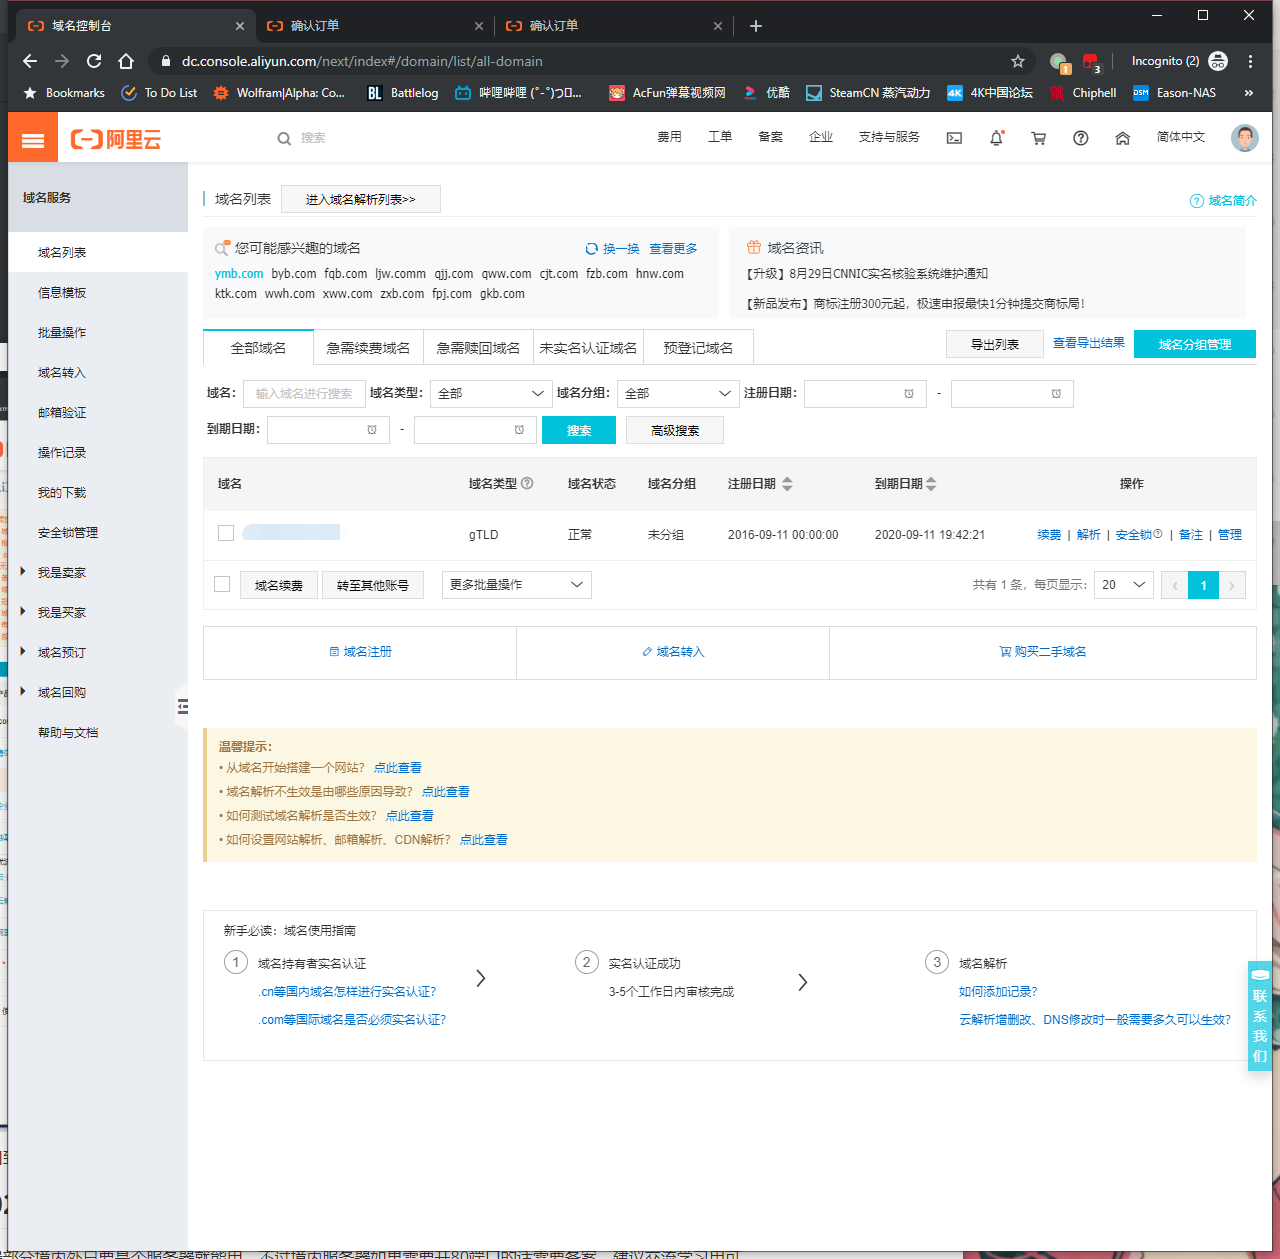 域名控制台
确认订单
确认订单
dc.console.aliyun.com/next/index#/domain/list/all-domain
1
3
Incognito (2)
Bookmarks
To Do List
Wolfram|Alpha: Co...
BL Battlelog
哔哩哔哩 (゜-゜)つロ...
AcFun弹幕视频网
优酷
SteamCN 蒸汽动力
4K 4K中国论坛
Chiphell
DSM Eason-NAS
»
阿里云
搜索
费用
工单
备案
企业
支持与服务
简体中文
域名服务
域名列表
信息模板
批量操作
域名转入
邮箱验证
操作记录
我的下载
安全锁管理
我是卖家
我是买家
域名预订
域名回购
帮助与文档
域名列表
进入域名解析列表>>
域名简介
您可能感兴趣的域名
换一换 查看更多
ymb.com byb.com fqb.com ljw.comm qjj.com qww.com cjt.com fzb.com hnw.com
ktk.com wwh.com xww.com zxb.com fpj.com gkb.com
域名资讯
【升级】8月29日CNNIC实名核验系统维护通知
【新品发布】商标注册300元起，极速申报最快1分钟提交商标局！
全部域名
急需续费域名
急需赎回域名
未实名认证域名
预登记域名
导出列表
查看导出结果
域名分组管理
域名： 输入域名进行搜索 域名类型： 全部 域名分组： 全部 注册日期： -
到期日期： - 搜索 高级搜索
域名 域名类型 域名状态 域名分组 注册日期 到期日期 操作
gTLD 正常 未分组 2016-09-11 00:00:00 2020-09-11 19:42:21 续费 | 解析 | 安全锁 | 备注 | 管理
域名续费 转至其他账号 更多批量操作 共有 1 条，每页显示： 20 ‹ 1 ›
域名注册 域名转入 购买二手域名
温馨提示：
• 从域名开始搭建一个网站？ 点此查看
• 域名解析不生效是由哪些原因导致？ 点此查看
• 如何测试域名解析是否生效？ 点此查看
• 如何设置网站解析、邮箱解析、CDN解析？ 点此查看
新手必读：域名使用指南
1 域名持有者实名认证
.cn等国内域名怎样进行实名认证?
.com等国际域名是否必须实名认证?
2 实名认证成功
3-5个工作日内审核完成
3 域名解析
如何添加记录?
云解析增删改、DNS修改时一般需要多久可以生效?
联系我们